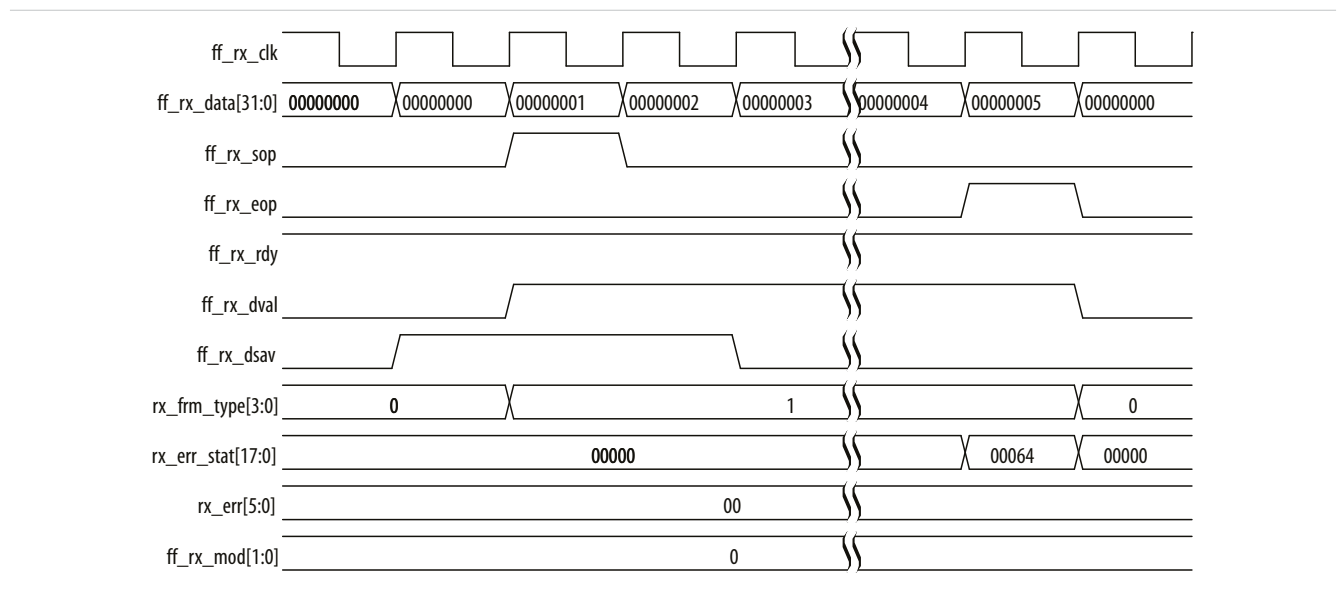 ff_rx_clk
ff_rx_data[31:0] 00000000 00000000 00000001 00000002 00000003 00000004 00000005 00000000
ff_rx_sop
ff_rx_eop
ff_rx_rdy
ff_rx_dval
ff_rx_dsav
rx_frm_type[3:0] 0 1 0
rx_err_stat[17:0] 00000 00064 00000
rx_err[5:0] 00
ff_rx_mod[1:0] 0